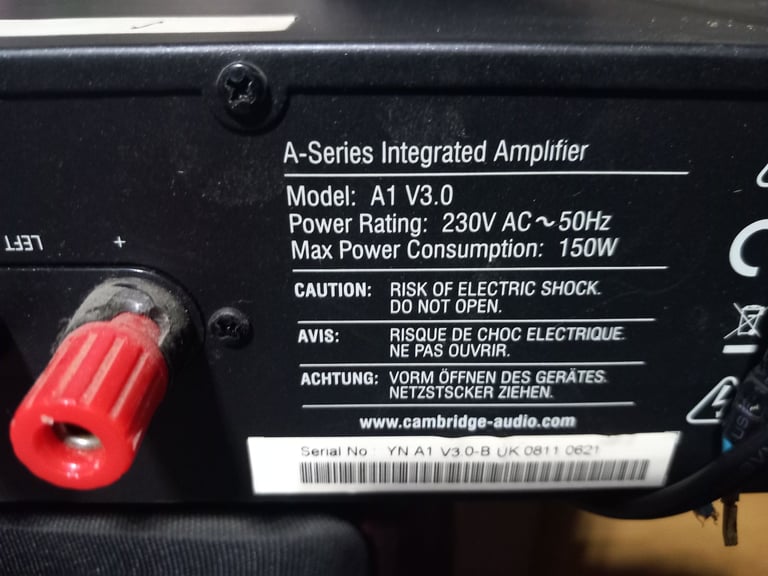 A-Series Integrated Amplifier
Model: A1 V3.0
Power Rating: 230V AC~50Hz
Max Power Consumption: 150W
CAUTION: RISK OF ELECTRIC SHOCK.
DO NOT OPEN.
AVIS: RISQUE DE CHOC ELECTRIQUE.
NE PAS OUVRIR.
ACHTUNG: VORM ÖFFNEN DES GERÄTES.
NETZSTSCKER ZIEHEN.
www.cambridge-audio.com
Serial No : YN A1 V3.0-B UK 0811 0621
LEFT +